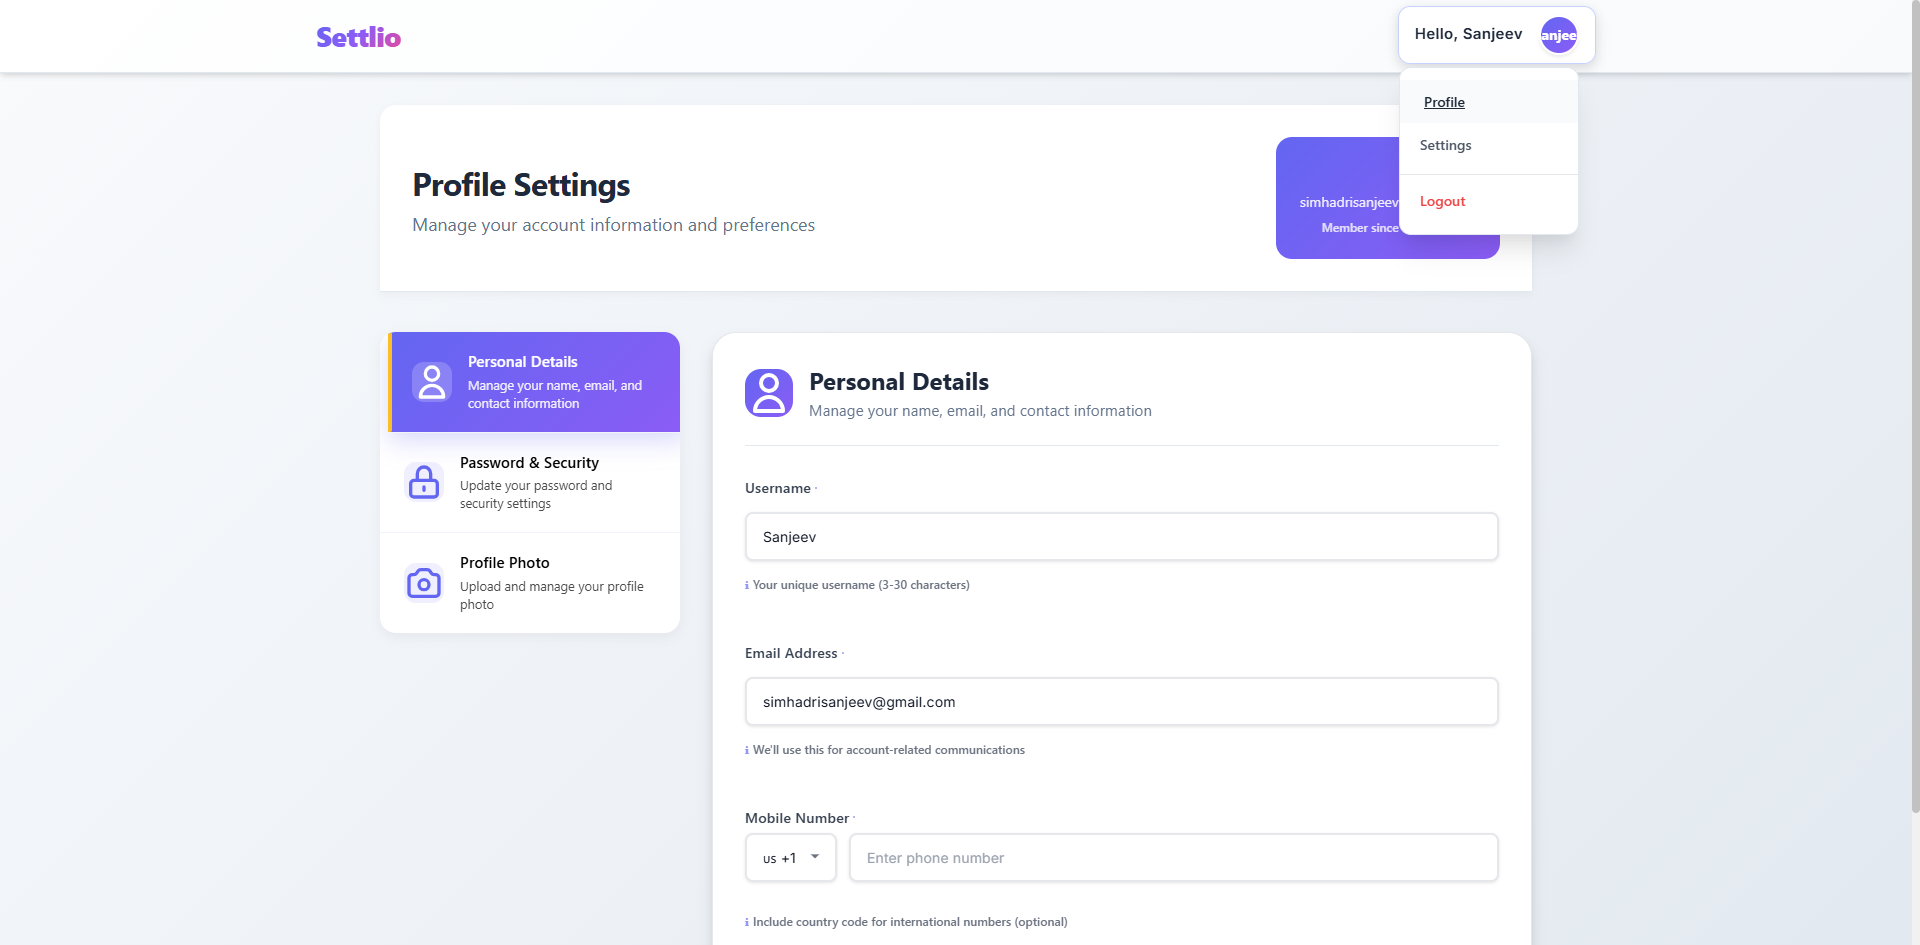 Settlio
Hello, Sanjeev
anjee
Profile
Settings
Logout
Profile Settings
Manage your account information and preferences
simhadrisanjeev
Member since
Personal Details
Manage your name, email, and
contact information
Password & Security
Update your password and
security settings
Profile Photo
Upload and manage your profile
photo
Personal Details
Manage your name, email, and contact information
Username
Sanjeev
Your unique username (3-30 characters)
Email Address
simhadrisanjeev@gmail.com
We'll use this for account-related communications
Mobile Number
us +1
Enter phone number
Include country code for international numbers (optional)